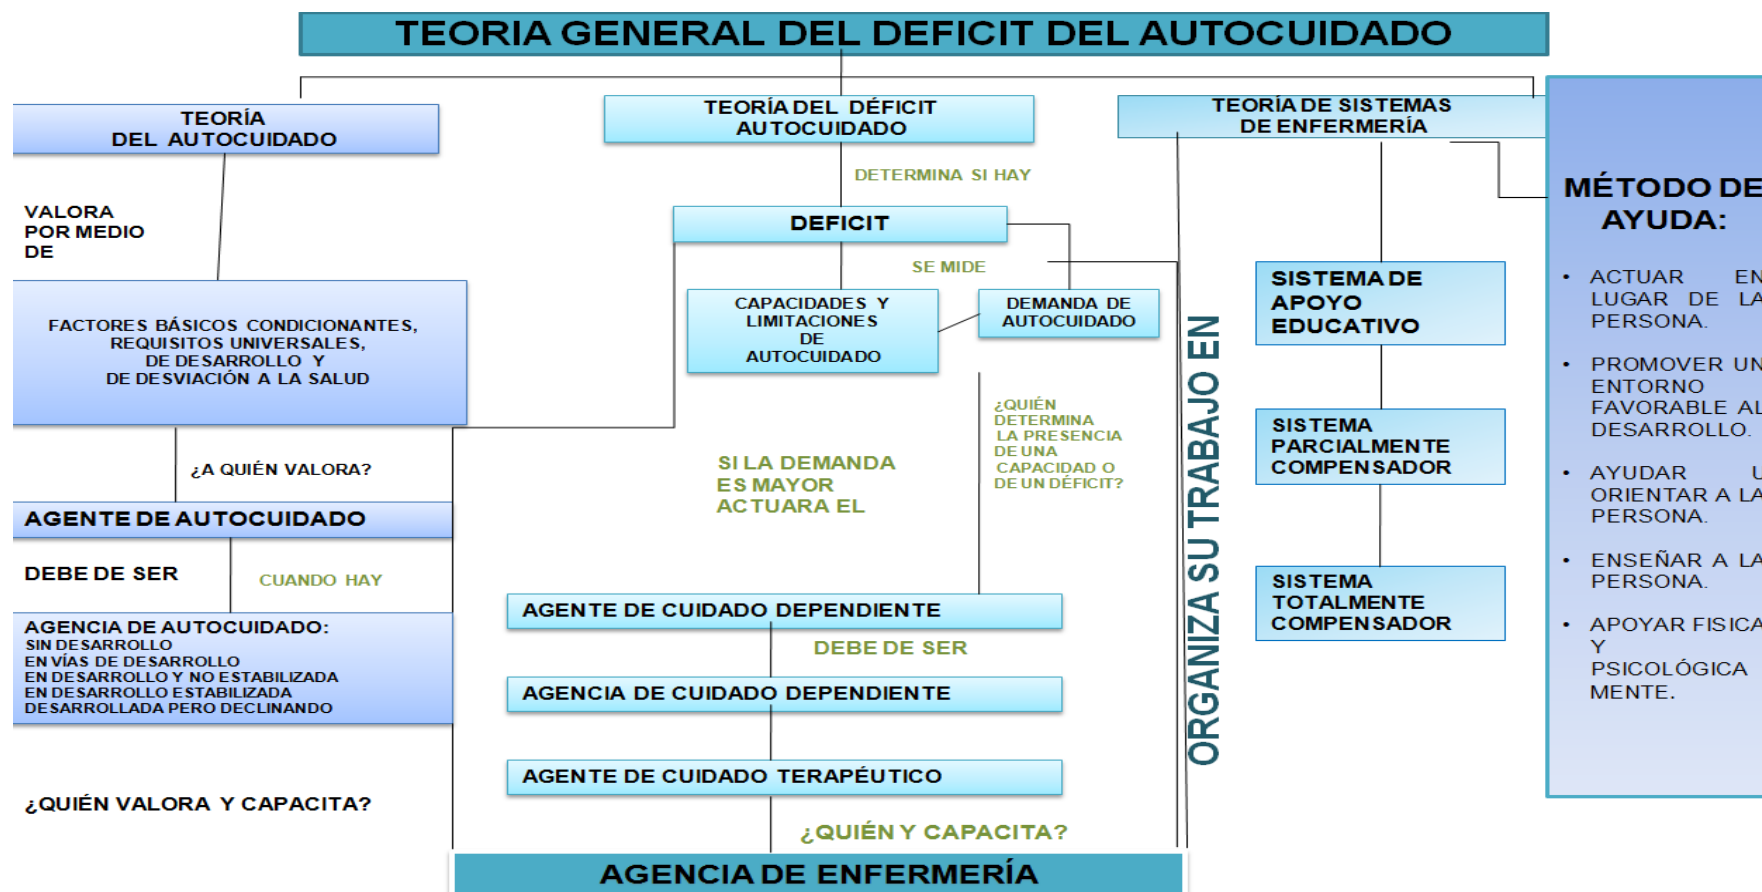 TEORIA GENERAL DEL DEFICIT DEL AUTOCUIDADO
TEORÍA
DEL AUTOCUIDADO
VALORA
POR MEDIO
DE
FACTORES BÁSICOS CONDICIONANTES,
REQUISITOS UNIVERSALES,
DE DESARROLLO Y
DE DESVIACIÓN A LA SALUD
¿A QUIÉN VALORA?
AGENTE DE AUTOCUIDADO
DEBE DE SER
CUANDO HAY
AGENCIA DE AUTOCUIDADO:
SIN DESARROLLO
EN VÍAS DE DESARROLLO
EN DESARROLLO Y NO ESTABILIZADA
EN DESARROLLO ESTABILIZADA
DESARROLLADA PERO DECLINANDO
¿QUIÉN VALORA Y CAPACITA?
TEORÍA DEL DÉFICIT
AUTOCUIDADO
DETERMINA SI HAY
DEFICIT
SE MIDE
CAPACIDADES Y
LIMITACIONES
DE
AUTOCUIDADO
DEMANDA DE
AUTOCUIDADO
¿QUIÉN
DETERMINA
LA PRESENCIA
DE UNA
CAPACIDAD O
DE UN DÉFICIT?
SI LA DEMANDA
ES MAYOR
ACTUARA EL
AGENTE DE CUIDADO DEPENDIENTE
DEBE DE SER
AGENCIA DE CUIDADO DEPENDIENTE
AGENTE DE CUIDADO TERAPÉUTICO
¿QUIÉN Y CAPACITA?
AGENCIA DE ENFERMERÍA
TEORÍA DE SISTEMAS
DE ENFERMERÍA
ORGANIZA SU TRABAJO EN
SISTEMA DE
APOYO
EDUCATIVO
SISTEMA
PARCIALMENTE
COMPENSADOR
SISTEMA
TOTALMENTE
COMPENSADOR
MÉTODO DE
AYUDA:
• ACTUAR EN
LUGAR DE LA
PERSONA.
• PROMOVER UN
ENTORNO
FAVORABLE AL
DESARROLLO.
• AYUDAR U
ORIENTAR A LA
PERSONA.
• ENSEÑAR A LA
PERSONA.
• APOYAR FISICA
Y
PSICOLÓGICA
MENTE.